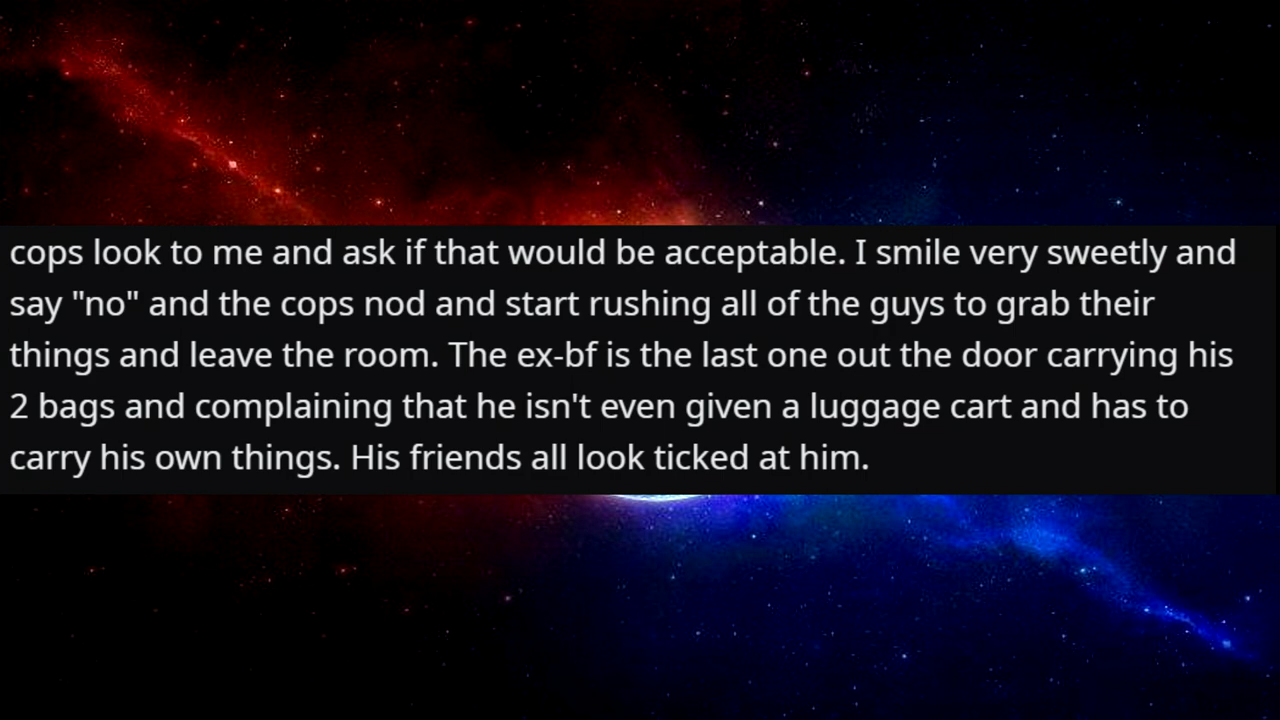 cops look to me and ask if that would be acceptable. I smile very sweetly and
say "no" and the cops nod and start rushing all of the guys to grab their
things and leave the room. The ex-bf is the last one out the door carrying his
2 bags and complaining that he isn't even given a luggage cart and has to
carry his own things. His friends all look ticked at him.